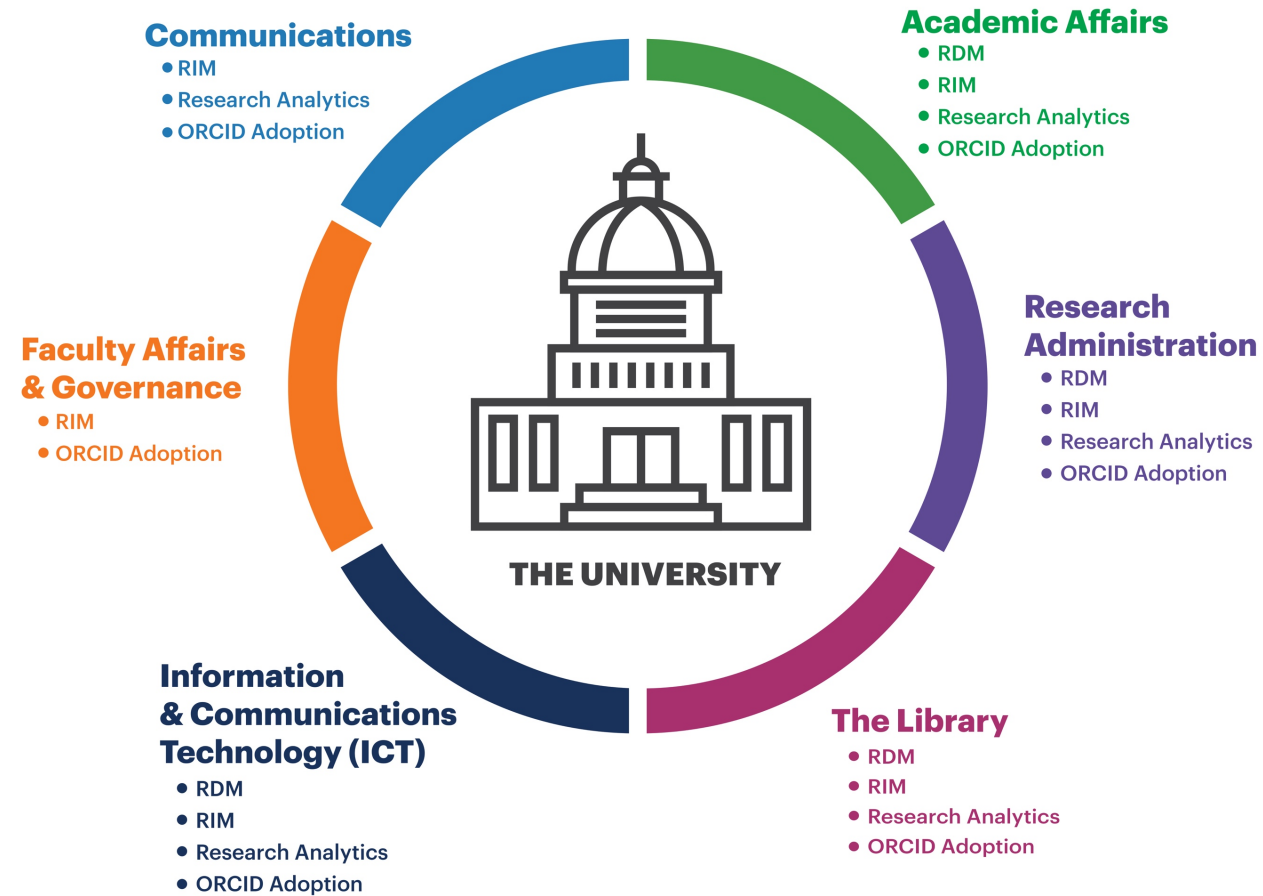 Communications
• RIM
• Research Analytics
• ORCID Adoption
Academic Affairs
• RDM
• RIM
• Research Analytics
• ORCID Adoption
Research
Administration
• RDM
• RIM
• Research Analytics
• ORCID Adoption
The Library
• RDM
• RIM
• Research Analytics
• ORCID Adoption
Information
& Communications
Technology (ICT)
• RDM
• RIM
• Research Analytics
• ORCID Adoption
Faculty Affairs
& Governance
• RIM
• ORCID Adoption
THE UNIVERSITY